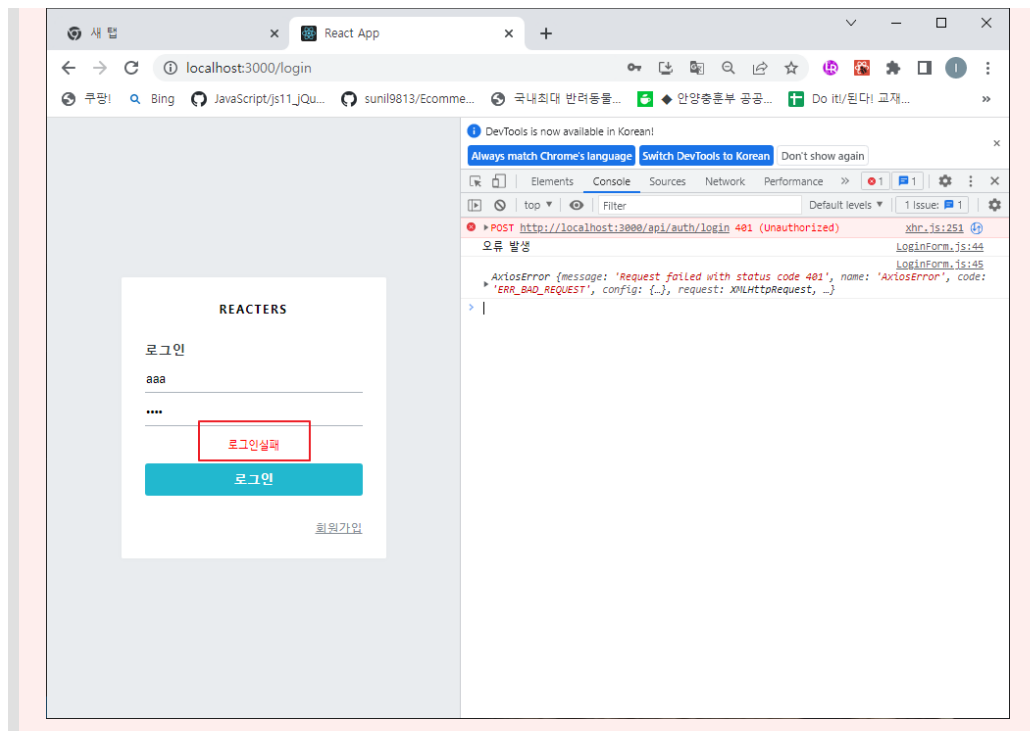 새 탭
React App
localhost:3000/login
쿠팡!
Bing
JavaScript/js11_jQu...
sunil9813/Ecomme...
국내최대 반려동물...
◆ 안양충훈부 공공...
Do it!/된다! 교재...
»
DevTools is now available in Korean!
Always match Chrome's language
Switch DevTools to Korean
Don't show again
Elements
Console
Sources
Network
Performance
»
1
1
top ▼
Filter
Default levels ▼
1 Issue: 1
POST http://localhost:3000/api/auth/login 401 (Unauthorized)
xhr.js:251
오류 발생
LoginForm.js:44
LoginForm.js:45
AxiosError {message: 'Request failed with status code 401', name: 'AxiosError', code:
'ERR_BAD_REQUEST', config: {…}, request: XMLHttpRequest, …}
REACTERS
로그인
aaa
••••
로그인실패
로그인
회원가입